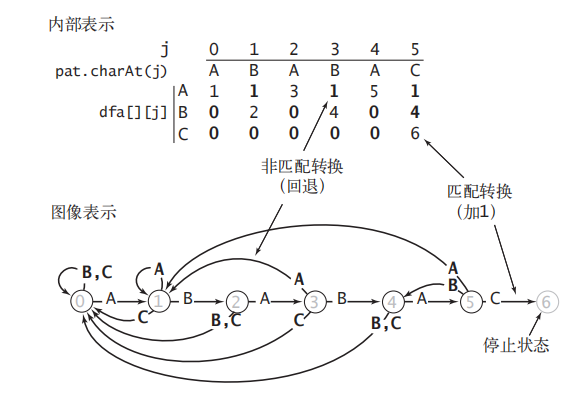 内部表示
j 0 1 2 3 4 5
pat.charAt(j) A B A B A C
A 1 1 3 1 5 1
dfa[][j] B 0 2 0 4 0 4
C 0 0 0 0 0 6
非匹配转换
(回退)
匹配转换
(加1)
图像表示
B,C A A A B
0 A 1 B 2 A 3 B 4 A 5 C 6
C B,C C B,C
停止状态